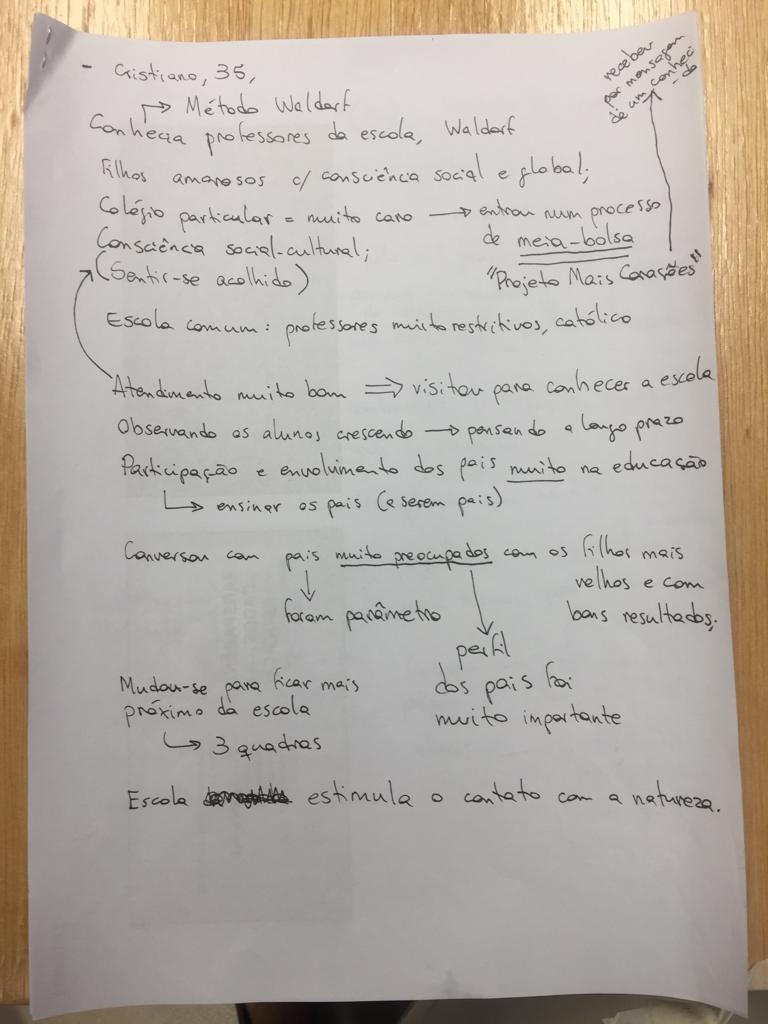 - Cristiano, 35,
↳ Método Waldorf
Conhecia professores da escola, Waldorf
Filhos amorosos c/ consciência social e global;
Colégio particular = muito caro → entrou num processo
de meia-bolsa
"Projeto Mais Corações"
recebeu
por mensagem
de um conheci
-do
Consciência social-cultural;
(Sentir-se acolhido)
Escola comum: professores muito restritivos, católico
Atendimento muito bom ⇒ visitou para conhecer a escola
Observando os alunos crescendo → pensando a longo prazo
Participação e envolvimento dos pais muito na educação
↳ ensinar os pais (a serem pais)
Conversou com pais muito preocupados com os filhos mais
velhos e com
bons resultados.
↓
foram parâmetro
↓
perfil
dos pais foi
muito importante
Mudou-se para ficar mais
próximo da escola
↳ 3 quadras
Escola estimula o contato com a natureza.